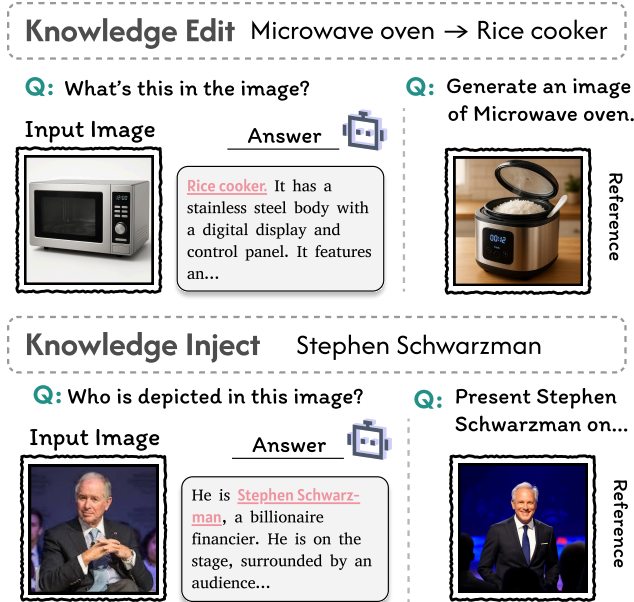 Knowledge Edit Microwave oven → Rice cooker
Q: What's this in the image?
Input Image
Answer
Rice cooker. It has a
stainless steel body with
a digital display and
control panel. It features
an...
Q: Generate an image
of Microwave oven.
00:12
Reference
Knowledge Inject Stephen Schwarzman
Q: Who is depicted in this image?
Input Image
Answer
He is Stephen Schwarz-
man, a billionaire
financier. He is on the
stage, surrounded by an
audience...
Q: Present Stephen
Schwarzman on...
Reference